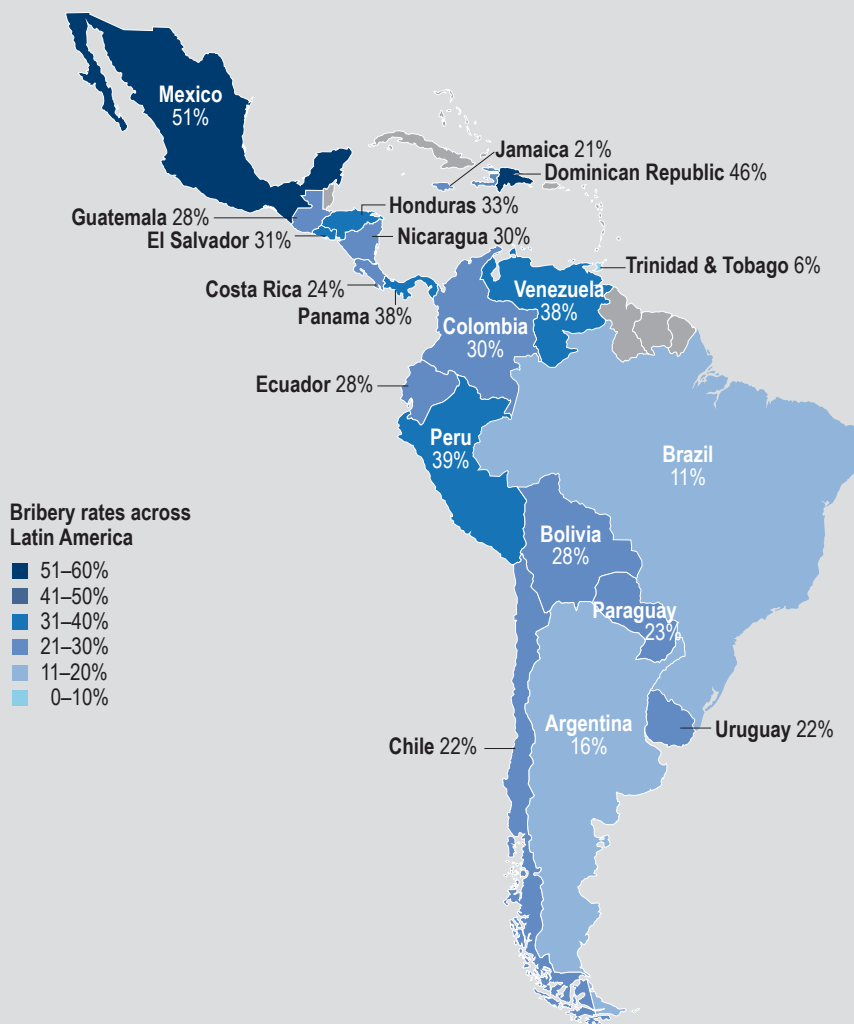 Mexico
51%
Jamaica 21%
Dominican Republic 46%
Guatemala 28%
Honduras 33%
El Salvador 31%
Nicaragua 30%
Trinidad & Tobago 6%
Costa Rica 24%
Venezuela
38%
Panama 38%
Colombia
30%
Ecuador 28%
Peru
39%
Brazil
11%
Bolivia
28%
Paraguay
23%
Argentina
16%
Uruguay 22%
Chile 22%
Bribery rates across
Latin America
51–60%
41–50%
31–40%
21–30%
11–20%
0–10%